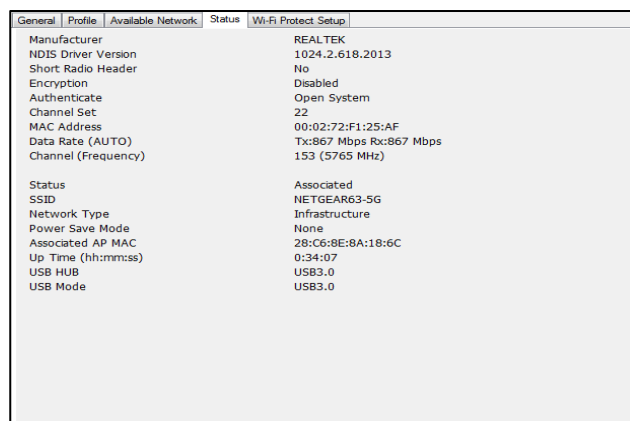 General Profile Available Network Status Wi-Fi Protect Setup
Manufacturer REALTEK
NDIS Driver Version 1024.2.618.2013
Short Radio Header No
Encryption Disabled
Authenticate Open System
Channel Set 22
MAC Address 00:02:72:F1:25:AF
Data Rate (AUTO) Tx:867 Mbps Rx:867 Mbps
Channel (Frequency) 153 (5765 MHz)
Status Associated
SSID NETGEAR63-5G
Network Type Infrastructure
Power Save Mode None
Associated AP MAC 28:C6:8E:8A:18:6C
Up Time (hh:mm:ss) 0:34:07
USB HUB USB3.0
USB Mode USB3.0